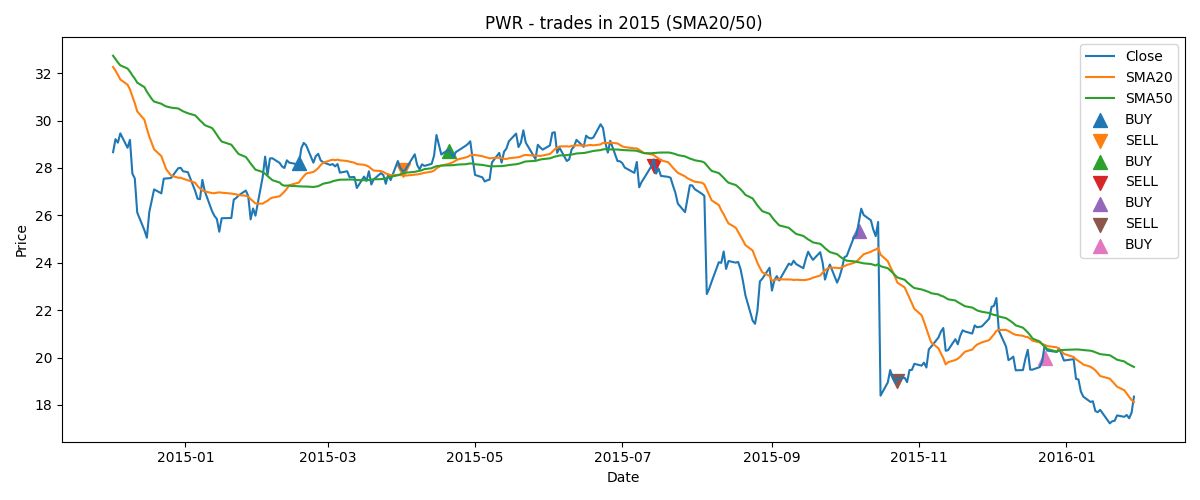 PWR - trades in 2015 (SMA20/50)
Close
SMA20
SMA50
BUY
SELL
BUY
SELL
BUY
SELL
BUY
Price
32
30
28
26
24
22
20
18
2015-01
2015-03
2015-05
2015-07
2015-09
2015-11
2016-01
Date